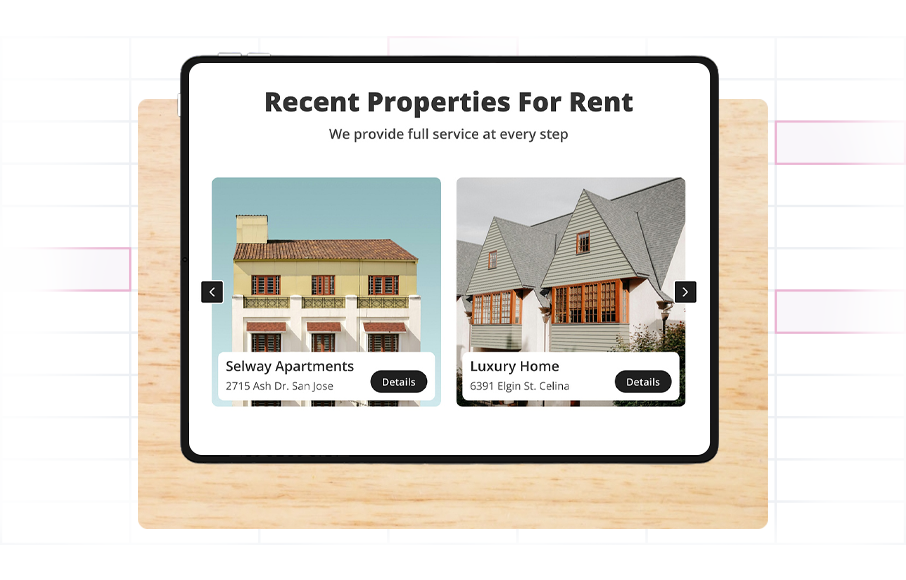 Recent Properties For Rent
We provide full service at every step
Selway Apartments
2715 Ash Dr. San Jose
Details
Luxury Home
6391 Elgin St. Celina
Details